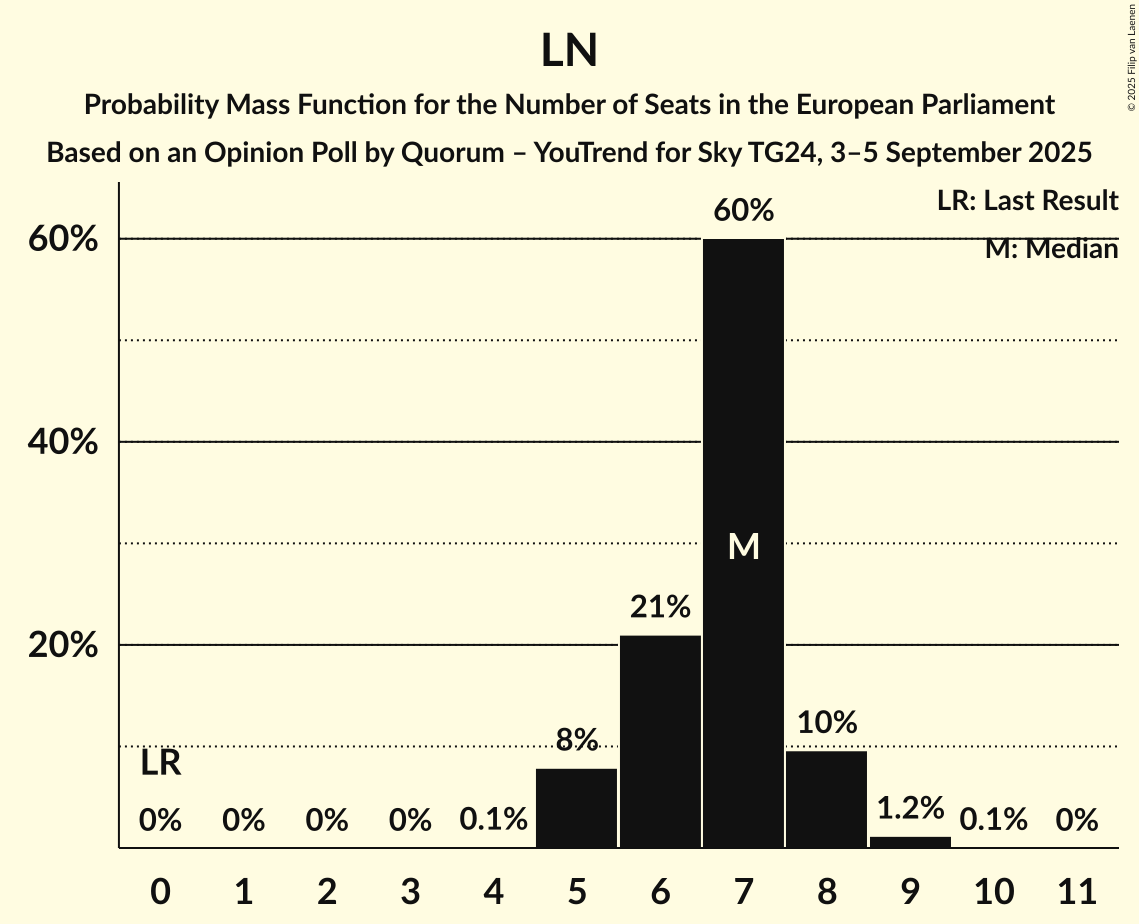 LN
Probability Mass Function for the Number of Seats in the European Parliament
Based on an Opinion Poll by Quorum – YouTrend for Sky TG24, 3–5 September 2025
© 2025 Filip van Laenen
LR: Last Result
M: Median
60%
40%
20%
LR
0% 0% 0% 0% 0.1% 8% 21% 60% 10% 1.2% 0.1% 0%
M
0 1 2 3 4 5 6 7 8 9 10 11